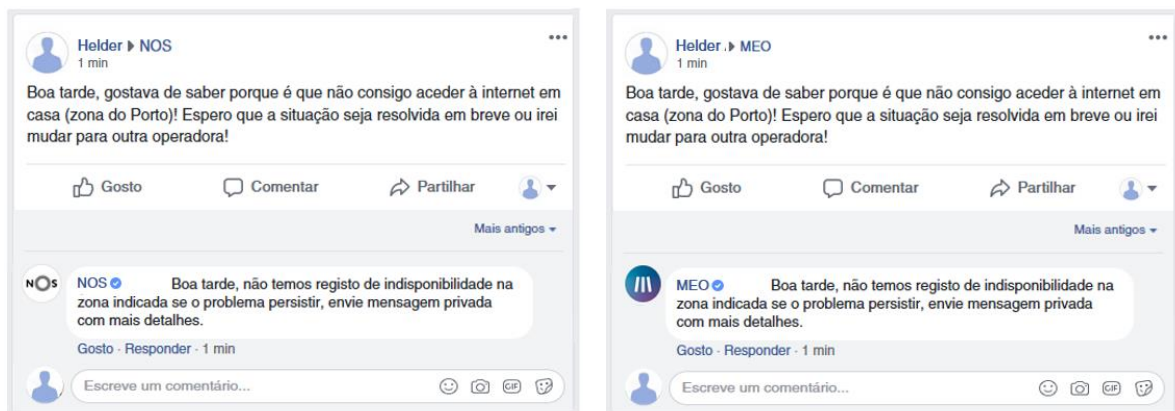 Helder ▶ NOS
1 min
Boa tarde, gostava de saber porque é que não consigo aceder à internet em
casa (zona do Porto)! Espero que a situação seja resolvida em breve ou irei
mudar para outra operadora!
Gosto Comentar Partilhar
Mais antigos
NOS NOS Boa tarde, não temos registo de indisponibilidade na
zona indicada se o problema persistir, envie mensagem privada
com mais detalhes.
Gosto · Responder · 1 min
Escreve um comentário... GIF
Helder . ▶ MEO
1 min
Boa tarde, gostava de saber porque é que não consigo aceder à internet em
casa (zona do Porto)! Espero que a situação seja resolvida em breve ou irei
mudar para outra operadora!
Gosto Comentar Partilhar
Mais antigos
MEO Boa tarde, não temos registo de indisponibilidade na
zona indicada se o problema persistir, envie mensagem privada
com mais detalhes.
Gosto · Responder · 1 min
Escreve um comentário... GIF